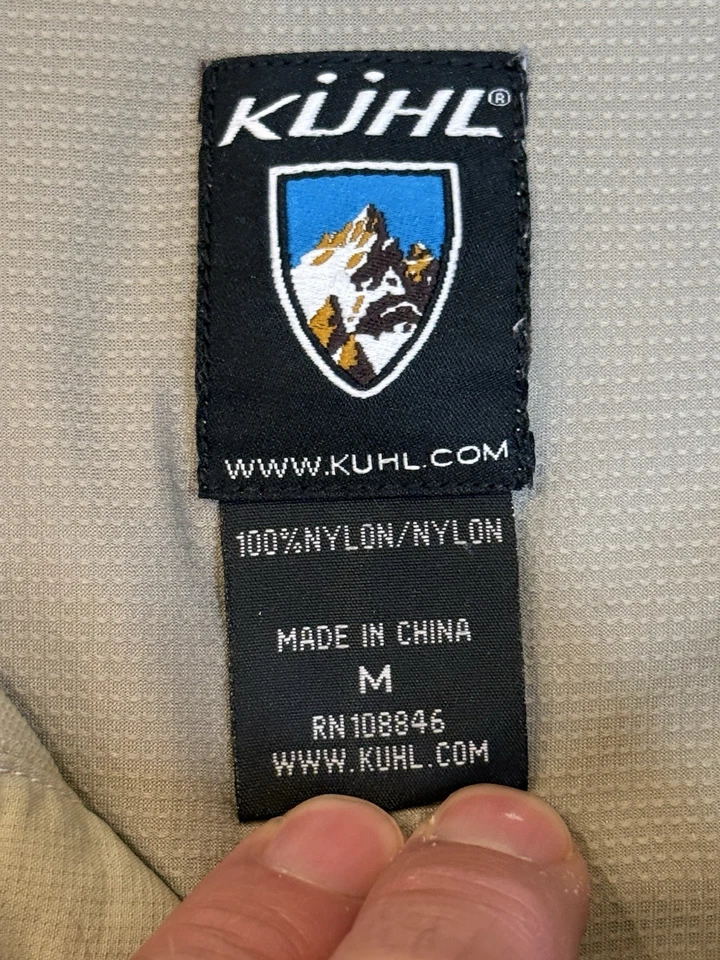 KÜHL®
WWW.KUHL.COM
100%NYLON/NYLON
MADE IN CHINA
M
RN108846
WWW.KUHL.COM